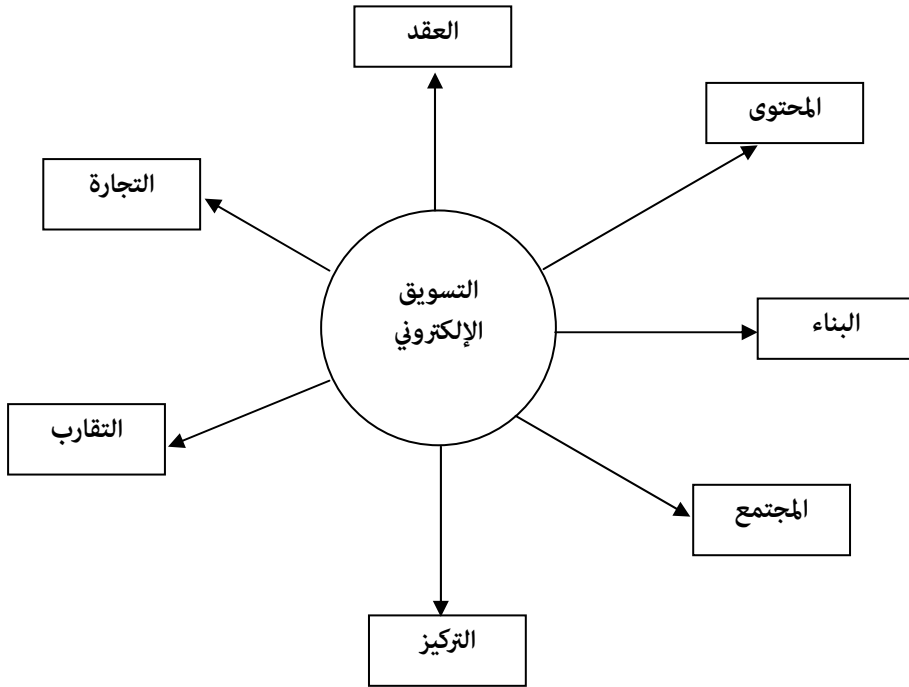 العقد
المحتوى
التجارة
التسويق
الإلكتروني
البناء
التقارب
المجتمع
التركيز